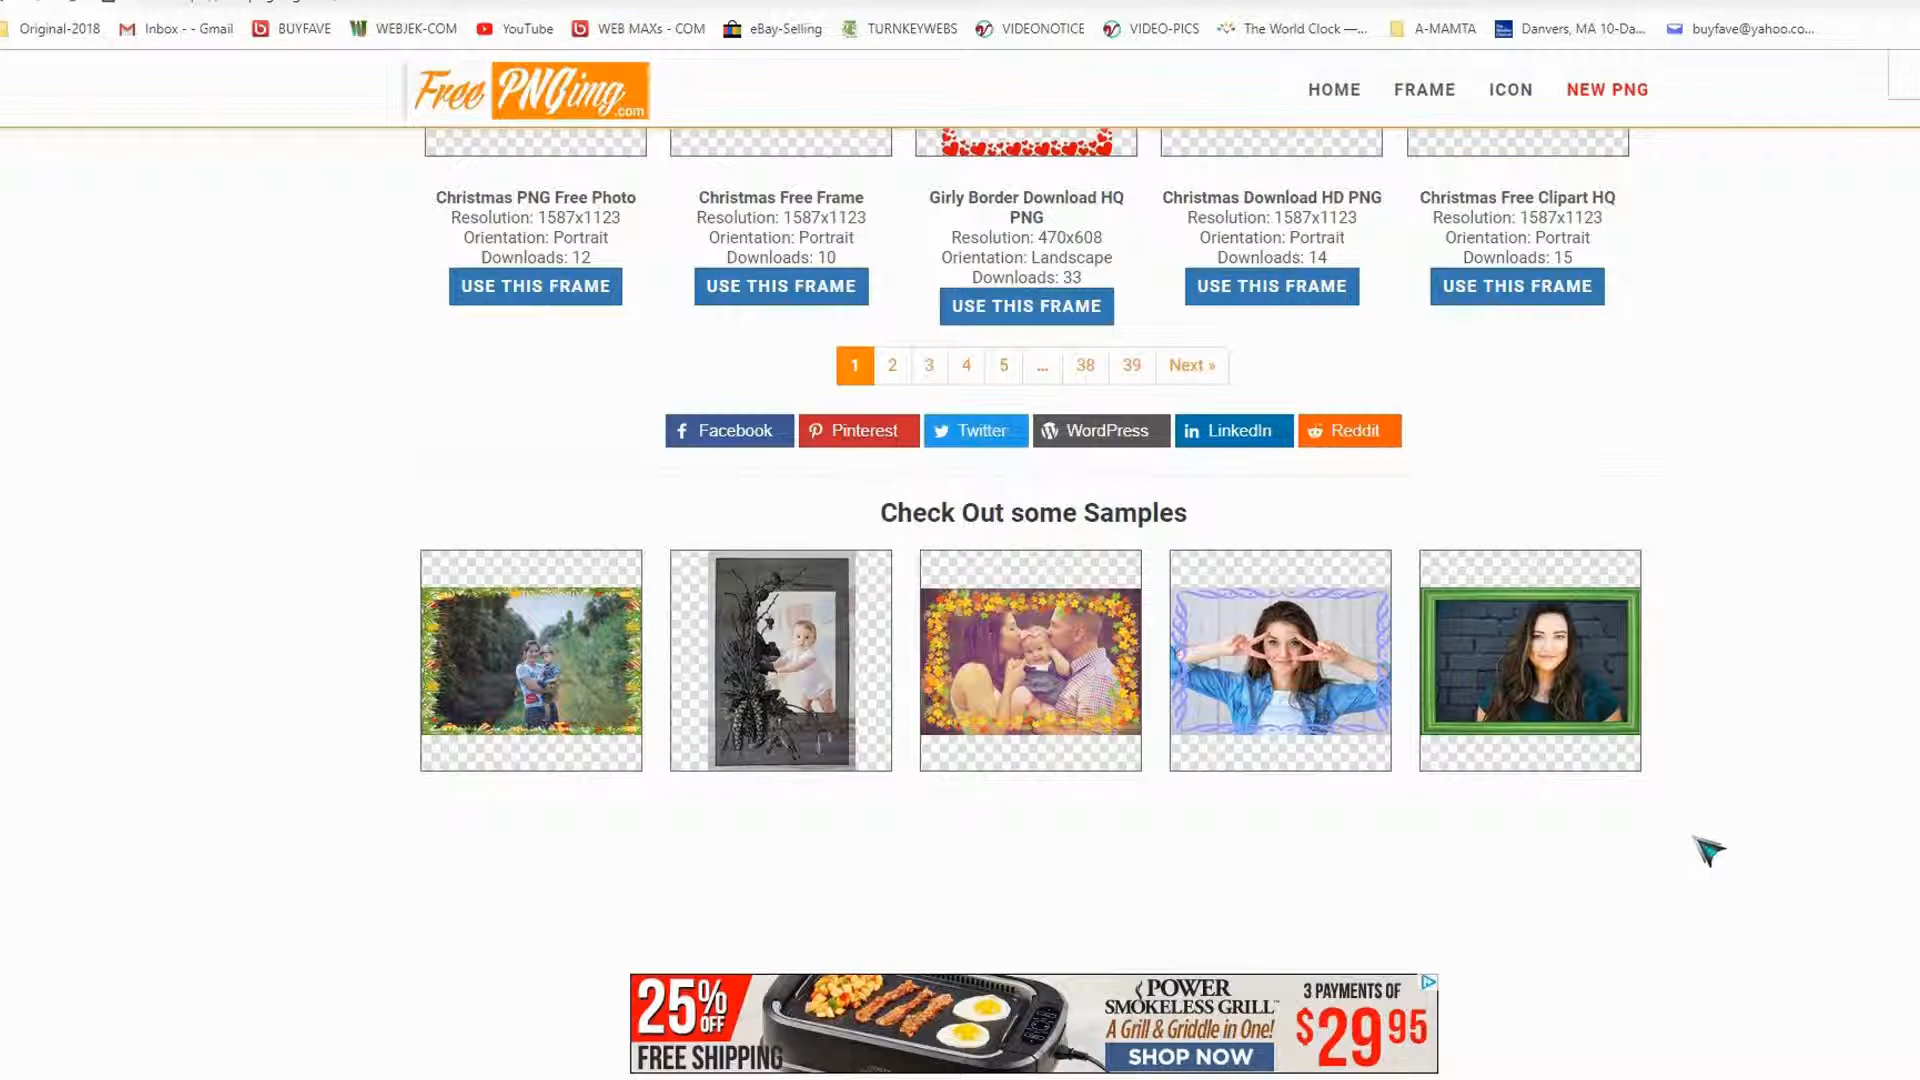 Original-2018 Inbox - - Gmail BUYFAVE WEBJEK-COM YouTube WEB MAXs - COM eBay-Selling TURNKEYWEBS VIDEONOTICE VIDEO-PICS The World Clock —... A-MAMTA Danvers, MA 10-Da... buyfave@yahoo.co...
Free PNGimg.com HOME FRAME ICON NEW PNG
Christmas PNG Free Photo
Resolution: 1587x1123
Orientation: Portrait
Downloads: 12
USE THIS FRAME
Christmas Free Frame
Resolution: 1587x1123
Orientation: Portrait
Downloads: 10
USE THIS FRAME
Girly Border Download HQ
PNG
Resolution: 470x608
Orientation: Landscape
Downloads: 33
USE THIS FRAME
Christmas Download HD PNG
Resolution: 1587x1123
Orientation: Portrait
Downloads: 14
USE THIS FRAME
Christmas Free Clipart HQ
Resolution: 1587x1123
Orientation: Portrait
Downloads: 15
USE THIS FRAME
1 2 3 4 5 ... 38 39 Next »
Facebook Pinterest Twitter WordPress LinkedIn Reddit
Check Out some Samples
25% OFF
FREE SHIPPING
POWER
SMOKELESS GRILL™
A Grill & Griddle in One!
SHOP NOW
3 PAYMENTS OF
$29.95